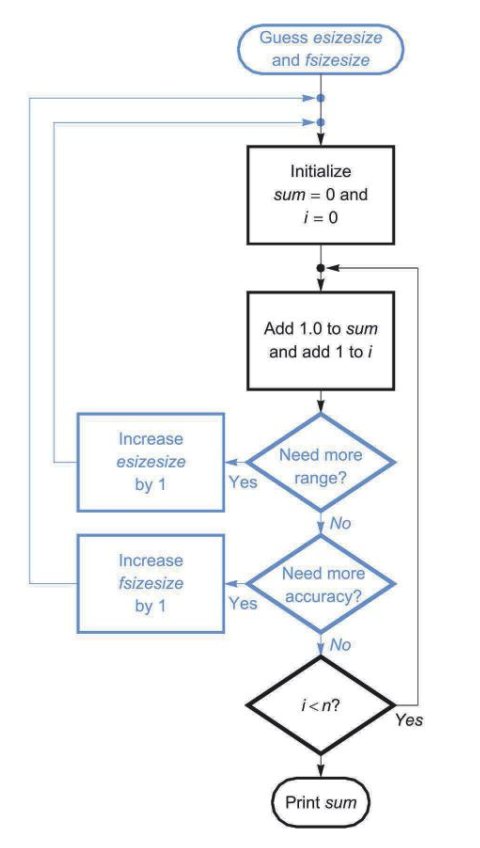 Guess esizesize
and fsizesize
Initialize
sum = 0 and
i = 0
Add 1.0 to sum
and add 1 to i
Increase
esizesize
by 1
Yes
Need more
range?
No
Increase
fsizesize
by 1
Yes
Need more
accuracy?
No
i < n?
Yes
Print sum